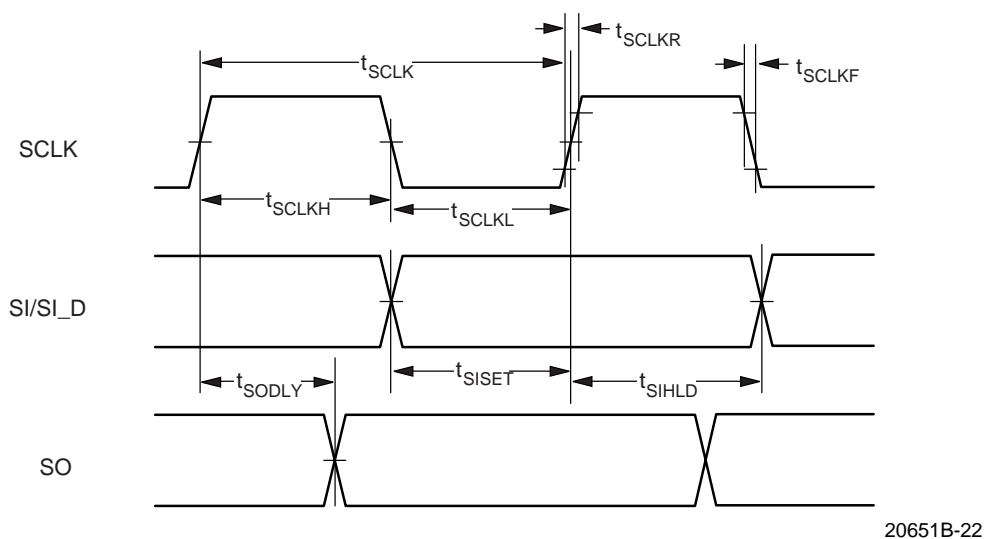 tSCLKR
tSCLK
tSCLKF
SCLK
tSCLKH
tSCLKL
SI/SI_D
tSODLY
tSISET
tSIHLD
SO
20651B-22